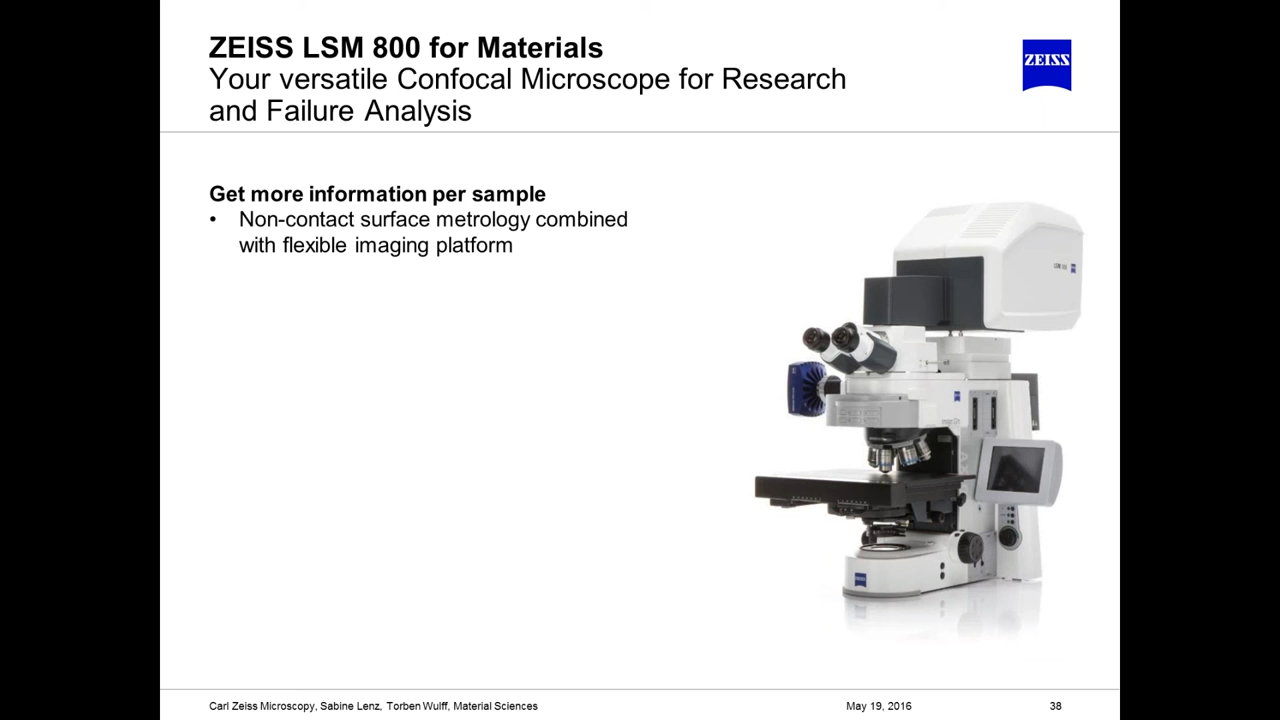 ZEISS LSM 800 for Materials
Your versatile Confocal Microscope for Research
and Failure Analysis
ZEISS
Get more information per sample
• Non-contact surface metrology combined
with flexible imaging platform
LSM 800
Carl Zeiss Microscopy, Sabine Lenz, Torben Wulff, Material Sciences
May 19, 2016
38